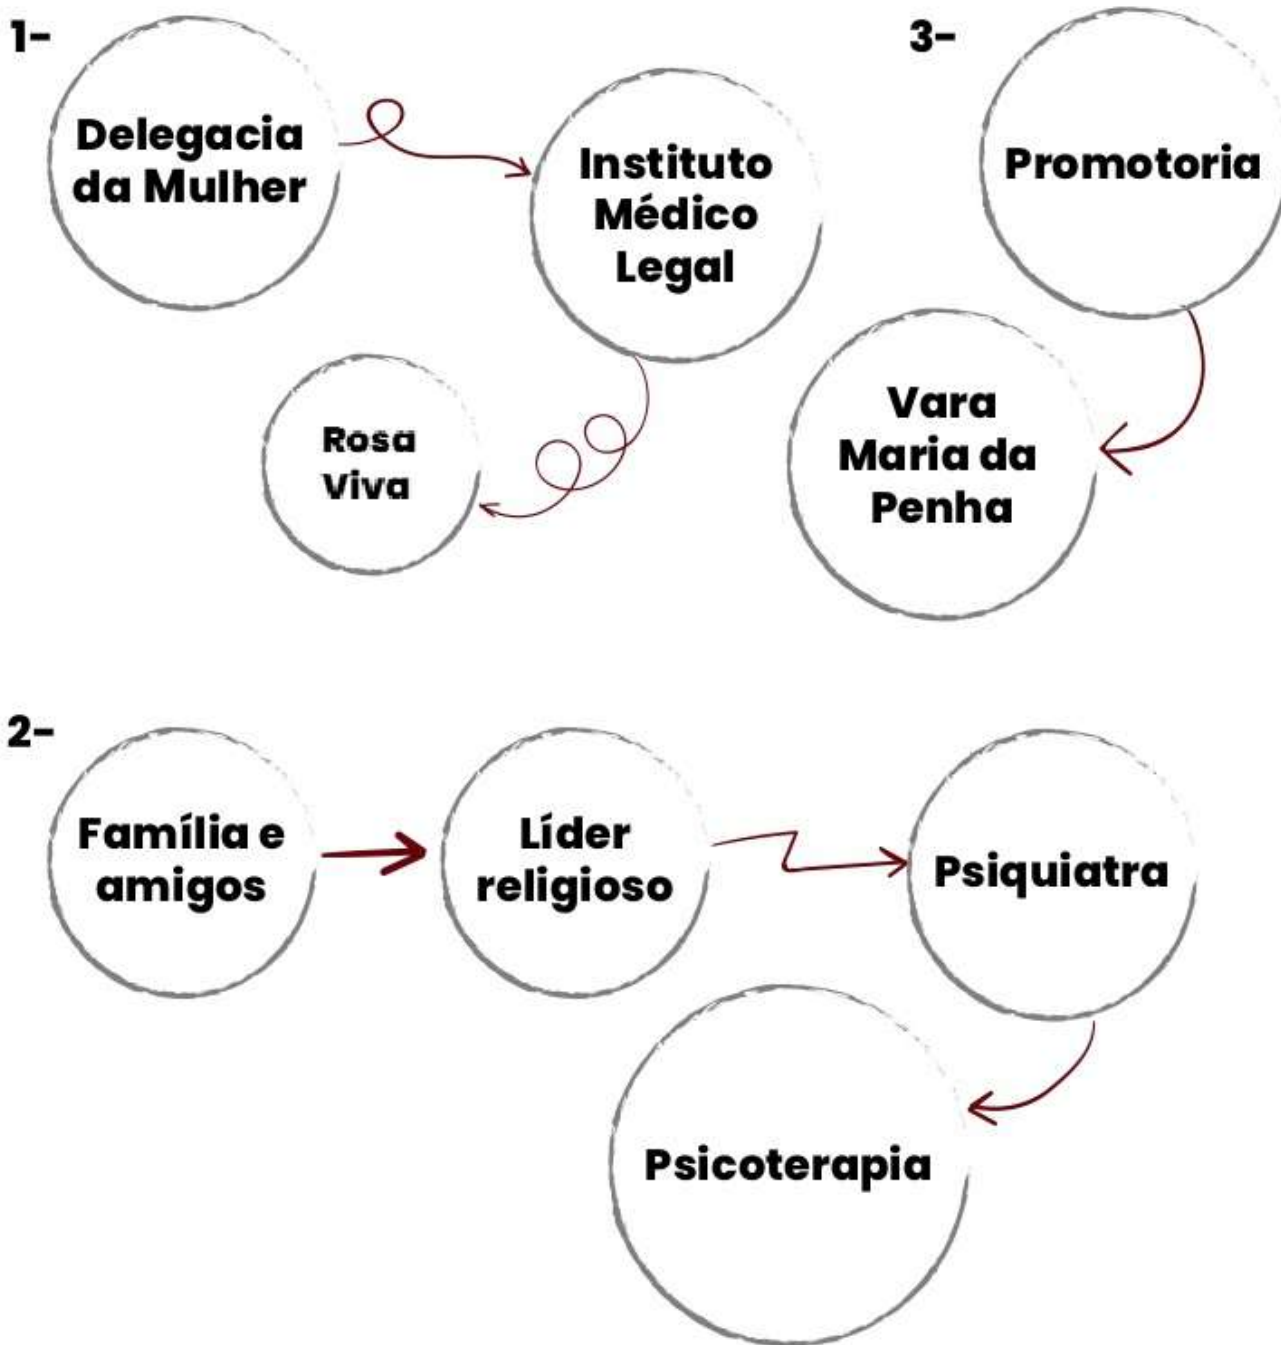 1-
Delegacia
da Mulher
Instituto
Médico
Legal
Rosa
Viva
3-
Promotoria
Vara
Maria da
Penha
2-
Família e
amigos
Líder
religioso
Psiquiatra
Psicoterapia